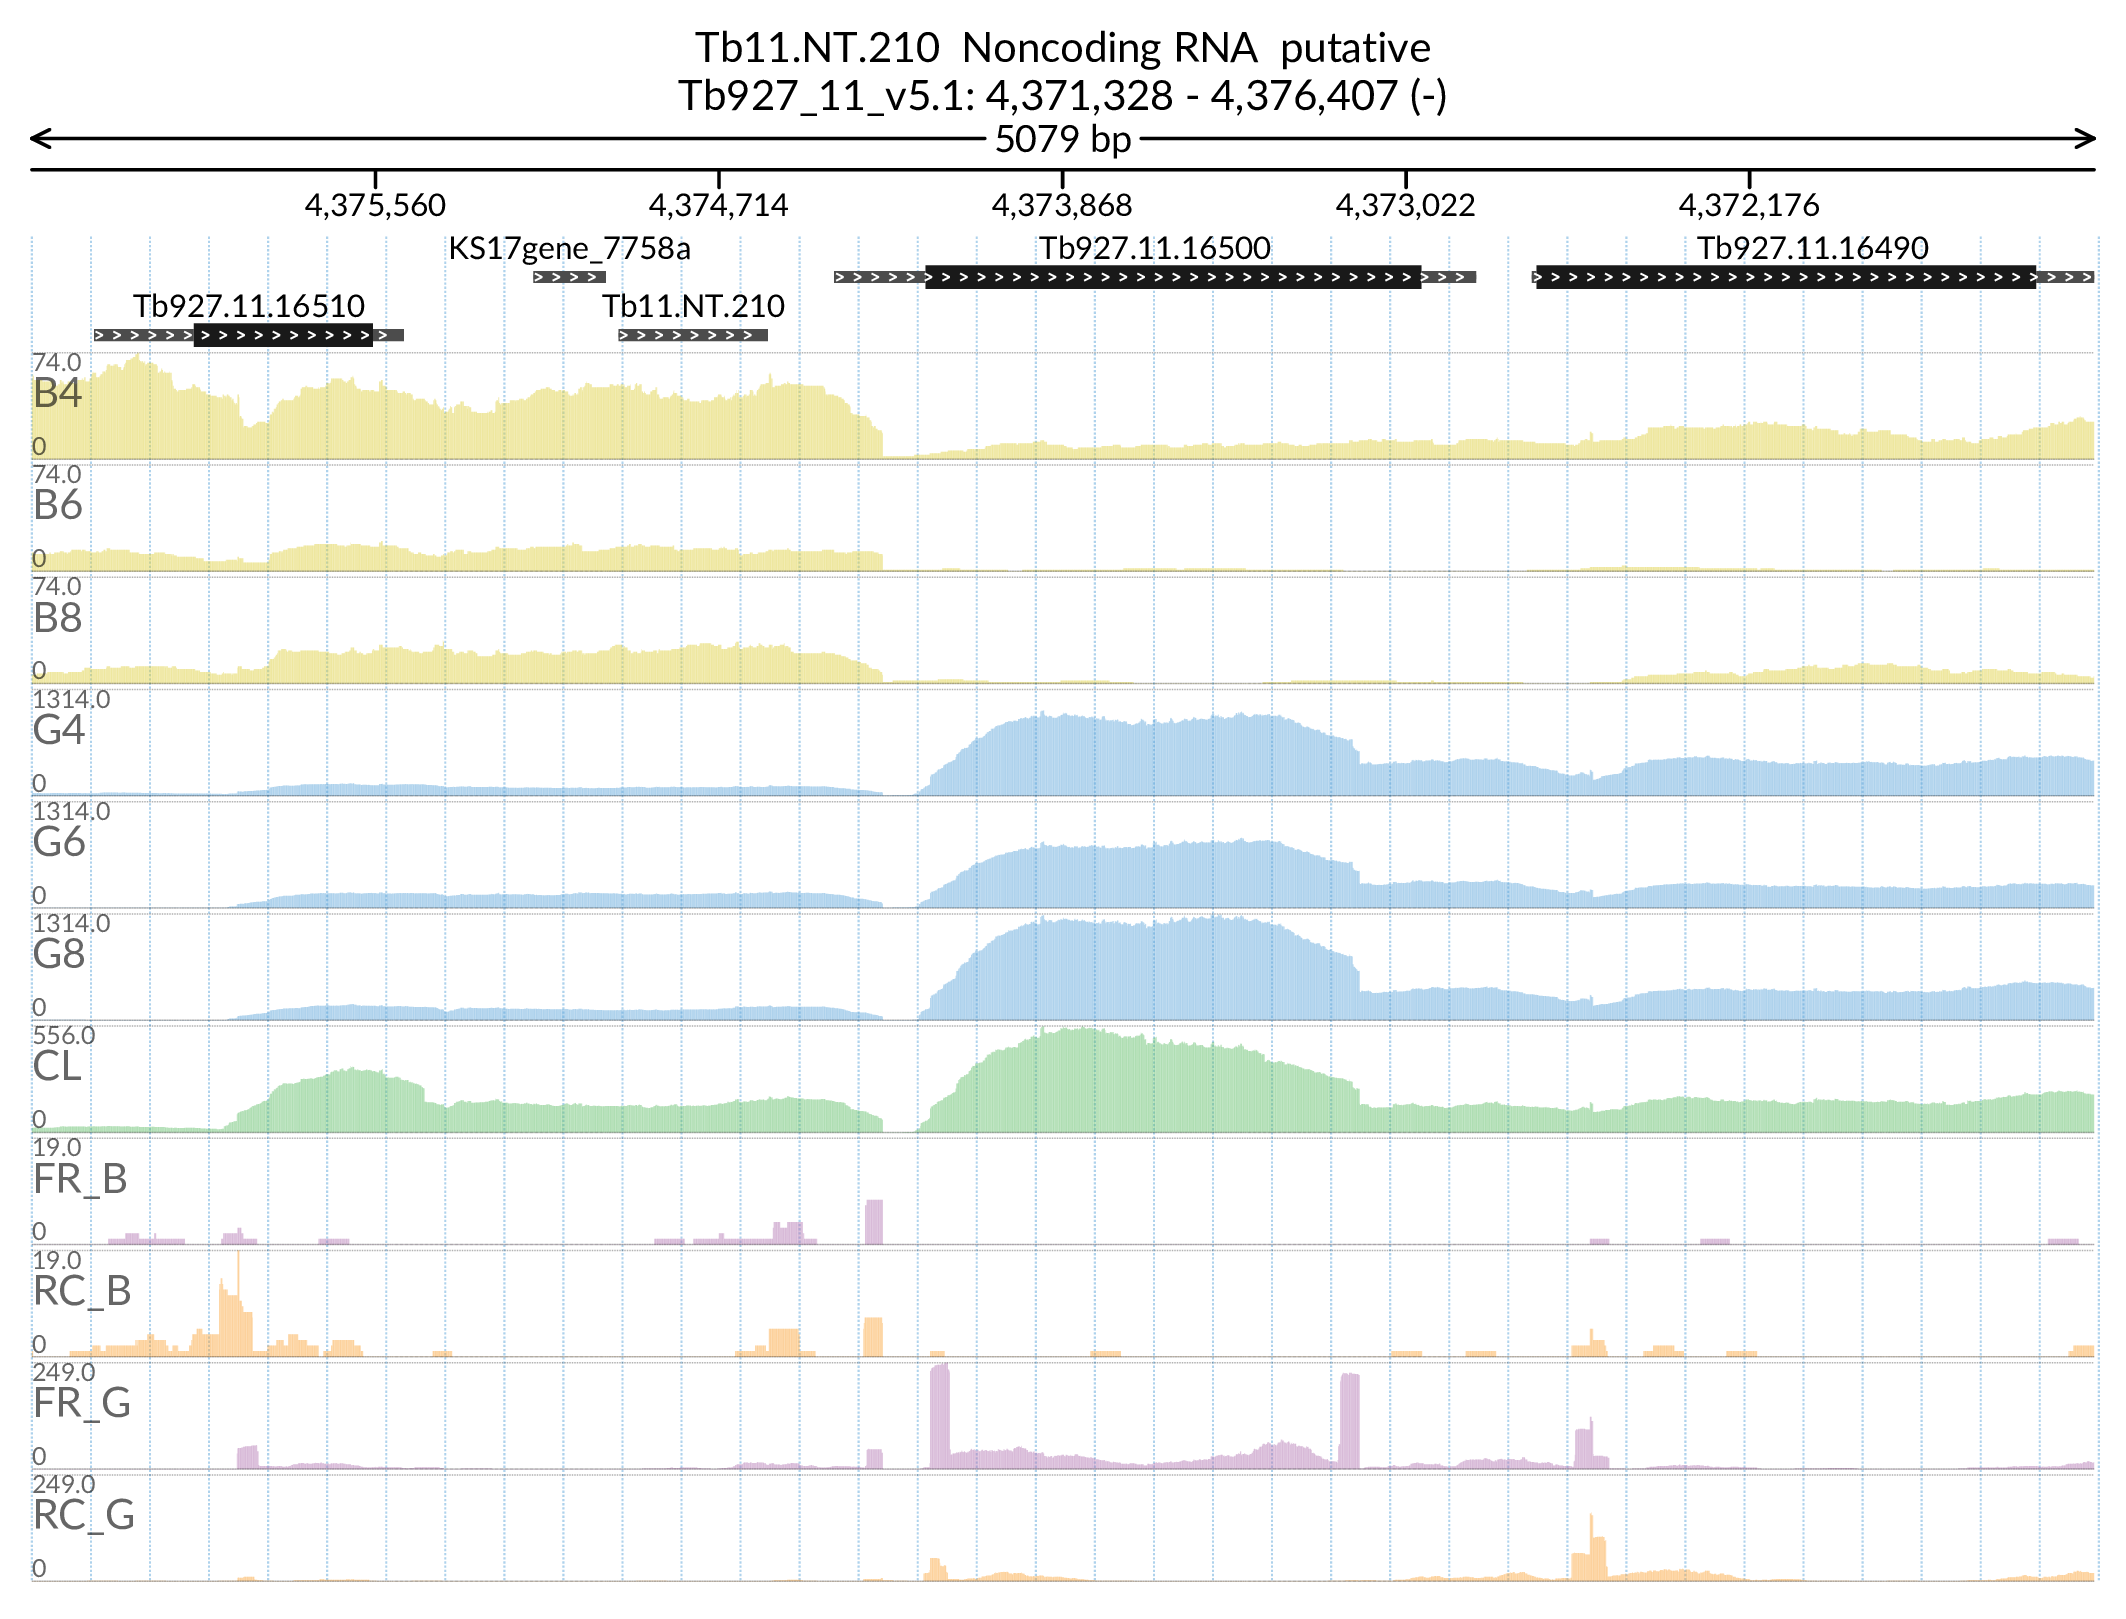 Tb11.NT.210 Noncoding RNA putative
Tb927_11_v5.1: 4,371,328 - 4,376,407 (-)
5079 bp
4,375,560 4,374,714 4,373,868 4,373,022 4,372,176
KS17gene_7758a Tb927.11.16500 Tb927.11.16490
Tb927.11.16510 Tb11.NT.210
74.0
B4
0
74.0
B6
0
74.0
B8
0
1314.0
G4
0
1314.0
G6
0
1314.0
G8
0
556.0
CL
0
19.0
FR_B
0
19.0
RC_B
0
249.0
FR_G
0
249.0
RC_G
0